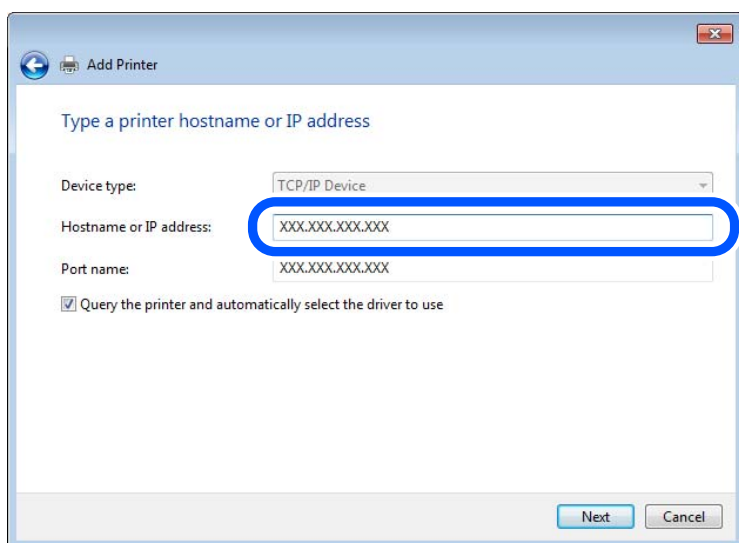 Add Printer
Type a printer hostname or IP address
Device type: TCP/IP Device
Hostname or IP address: XXX.XXX.XXX.XXX
Port name: XXX.XXX.XXX.XXX
Query the printer and automatically select the driver to use
Next Cancel